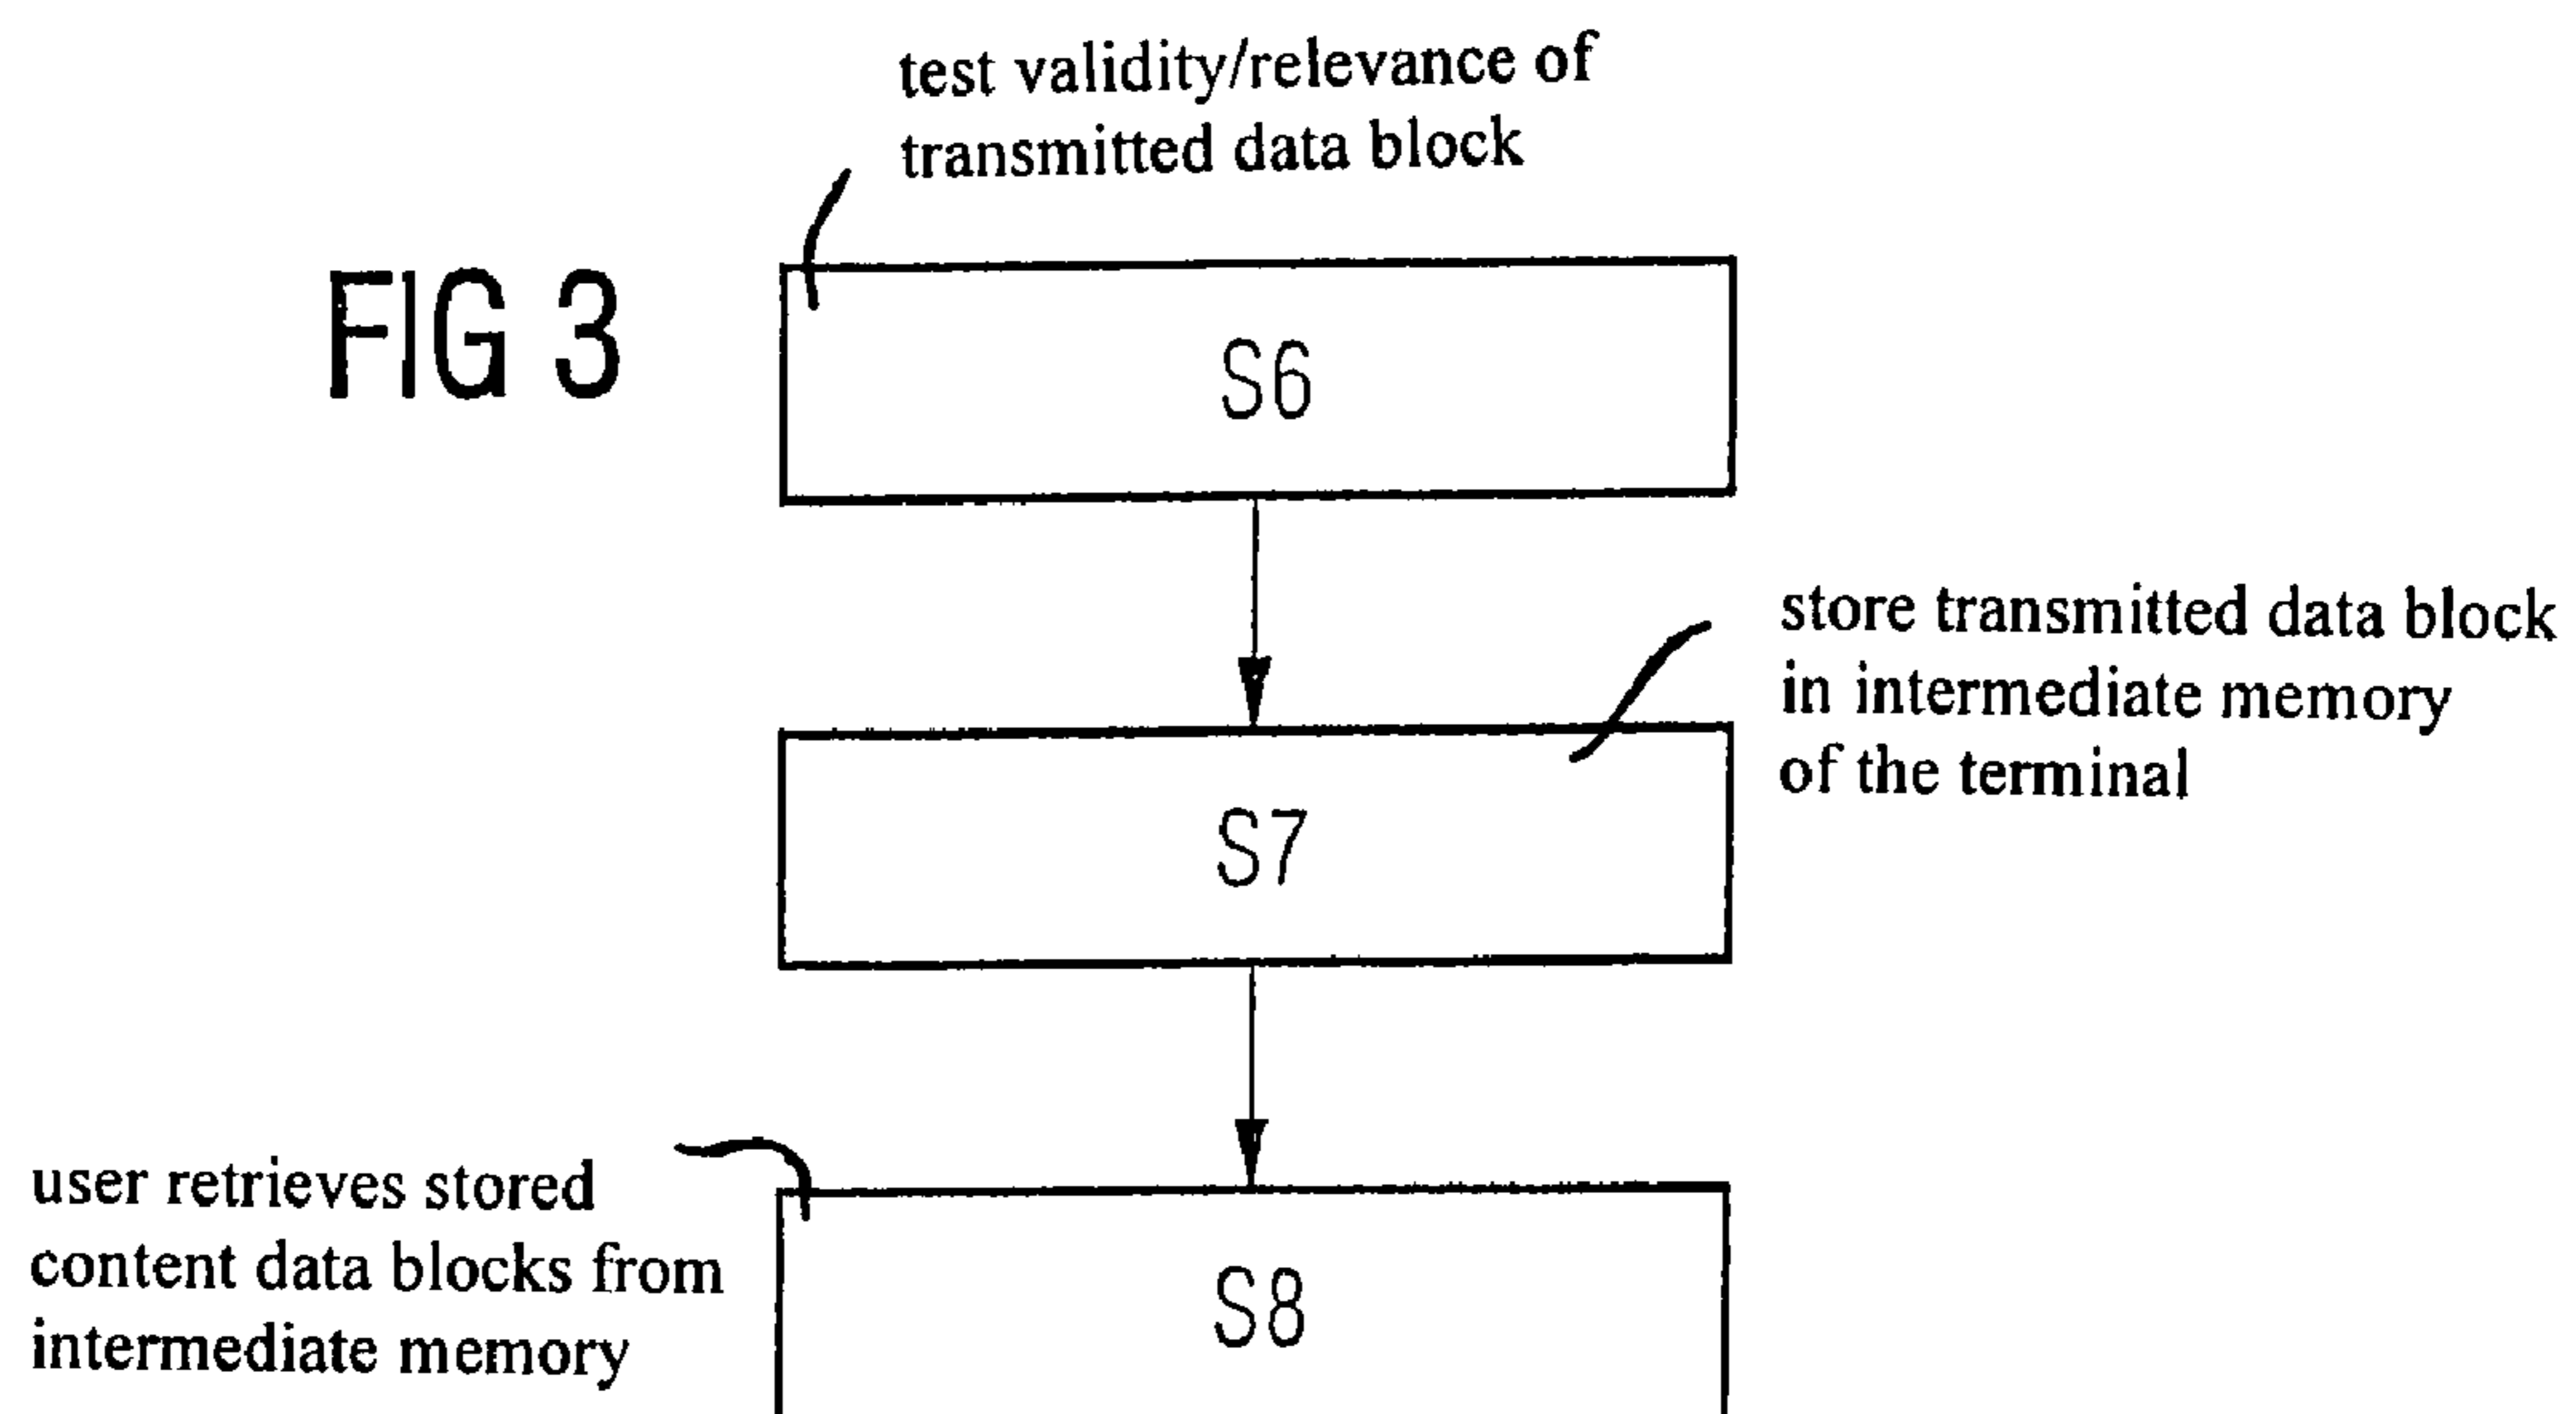 test validity/relevance of
transmitted data block
FIG 3
S6
store transmitted data block
in intermediate memory
of the terminal
S7
user retrieves stored
content data blocks from
intermediate memory
S8